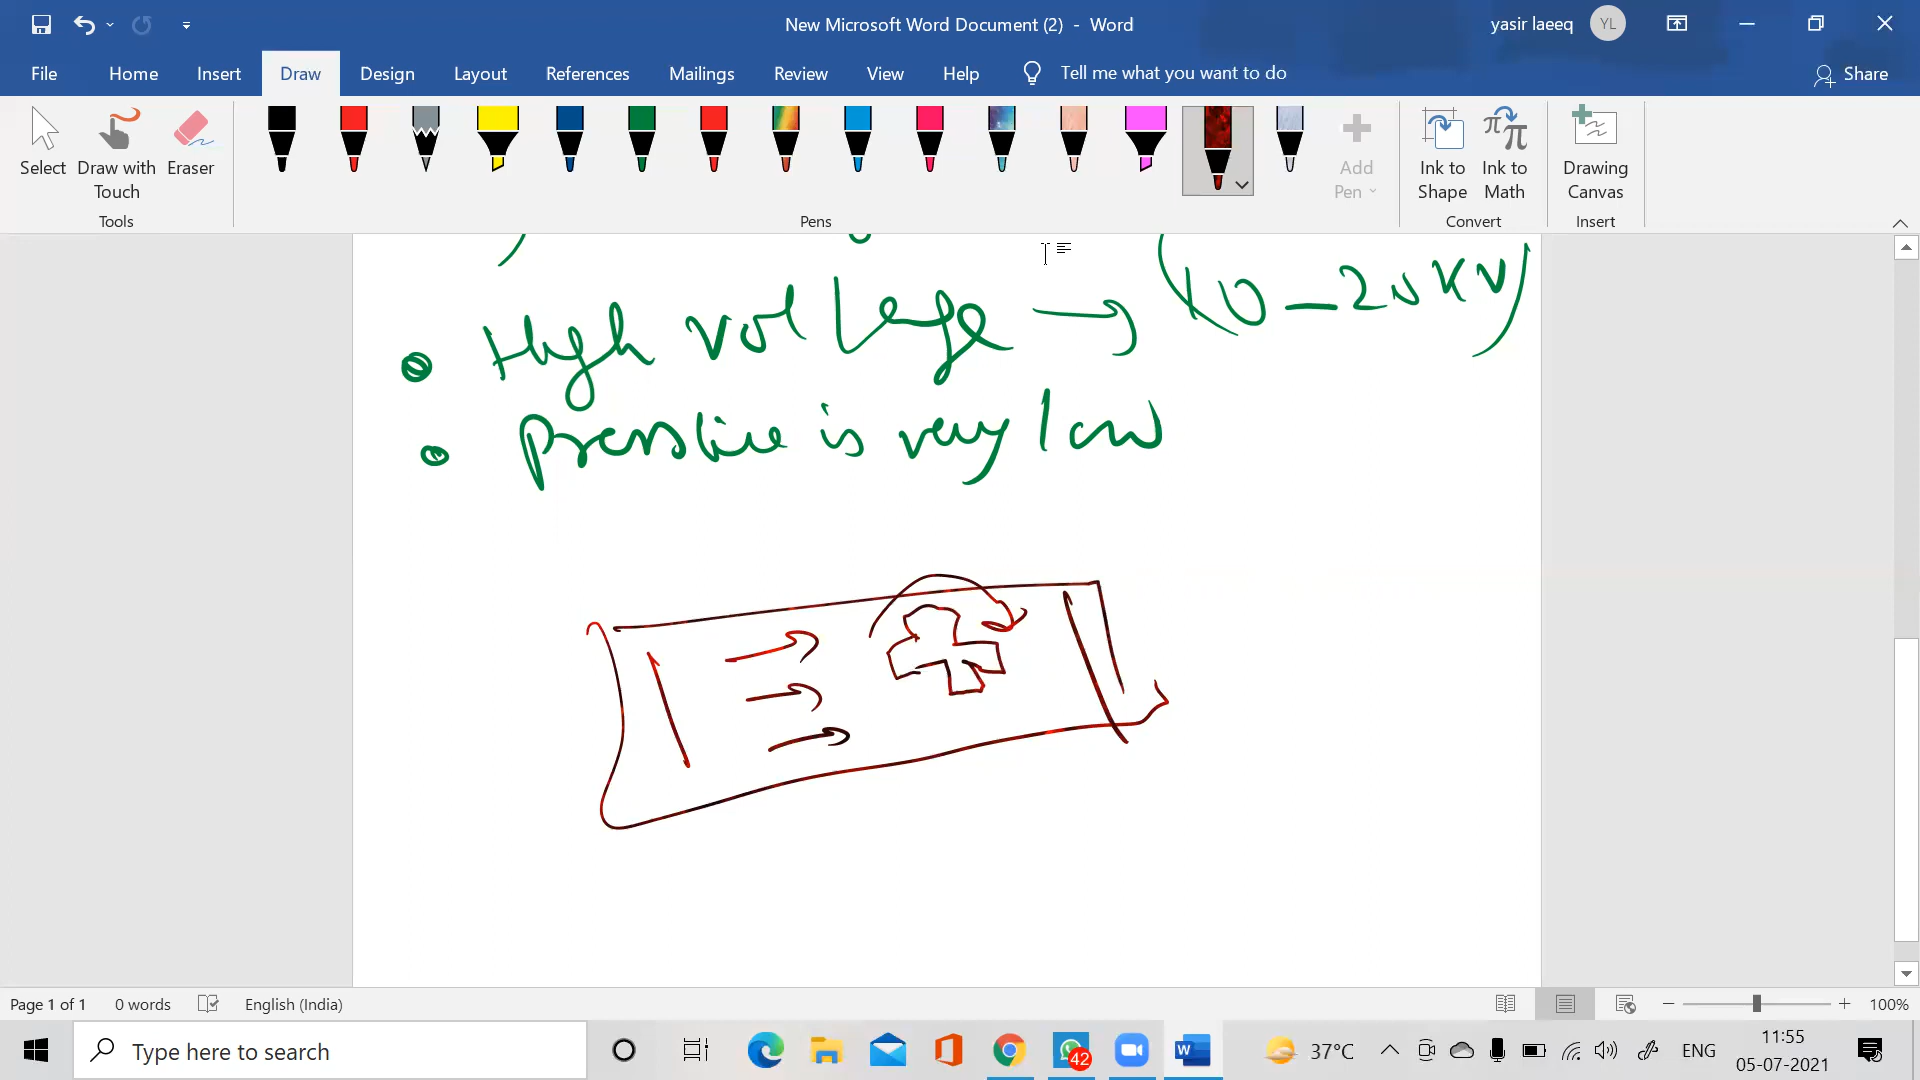 New Microsoft Word Document (2) - Word
yasir laeeq YL
File Home Insert Draw Design Layout References Mailings Review View Help Tell me what you want to do Share
Select Draw with Touch Eraser Add Pen Ink to Shape Ink to Math Drawing Canvas
Tools Pens Convert Insert
High voltage → (10 - 20KV)
Pressure is very low
Page 1 of 1 0 words English (India) 100%
Type here to search 42 37°C ENG 11:55
05-07-2021